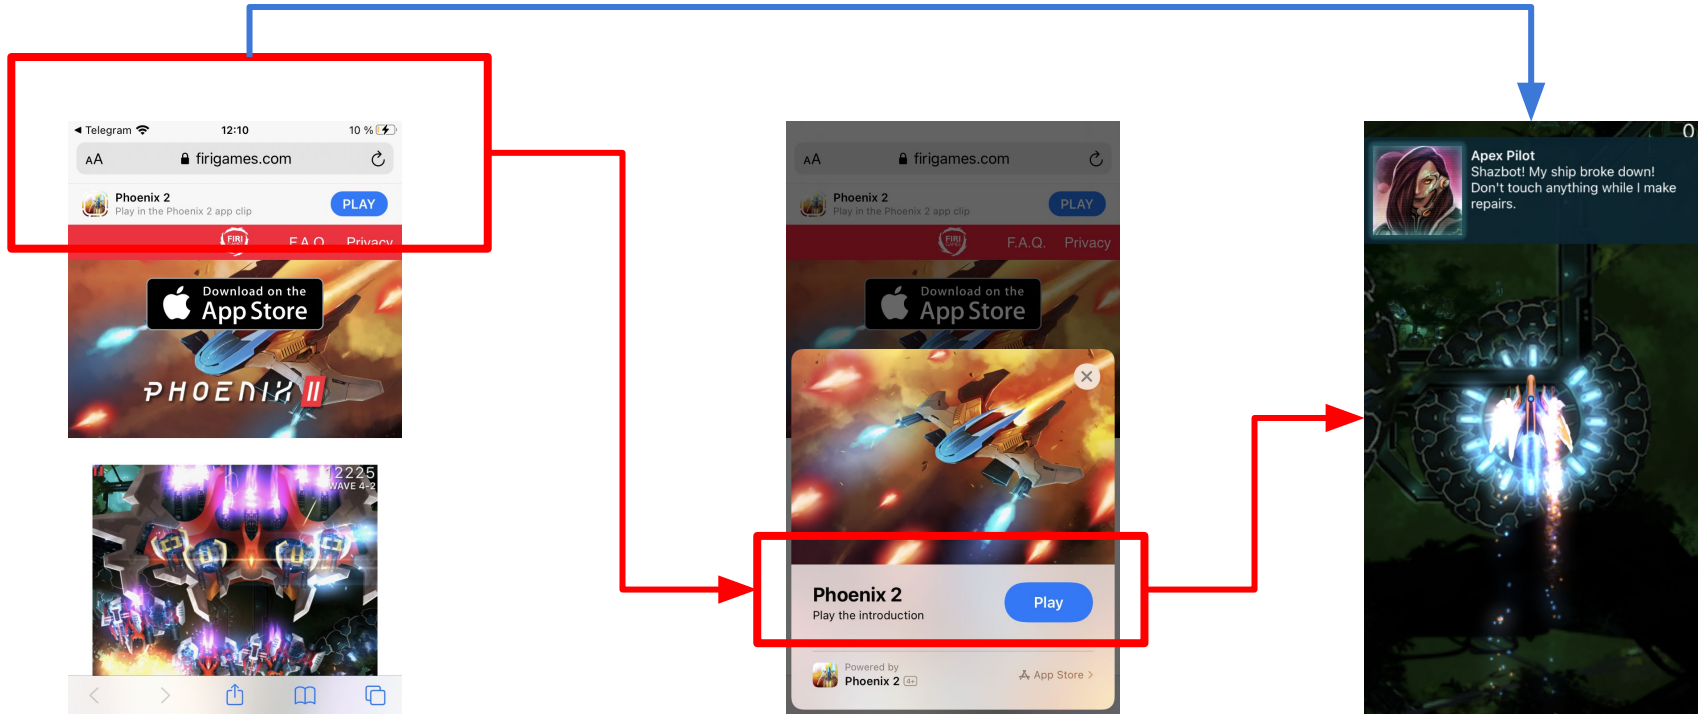 Telegram
12:10
10 %
AA
firigames.com
Phoenix 2
Play in the Phoenix 2 app clip
PLAY
FIRI
F.A.Q.
Privacy
Download on the
App Store
PHOENIX II
12225
WAVE 4-2
AA
firigames.com
Phoenix 2
Play in the Phoenix 2 app clip
PLAY
FIRI
F.A.Q.
Privacy
Download on the
App Store
Phoenix 2
Play the introduction
Play
Powered by
Phoenix 2 4+
App Store >
0
Apex Pilot
Shazbot! My ship broke down!
Don't touch anything while I make
repairs.